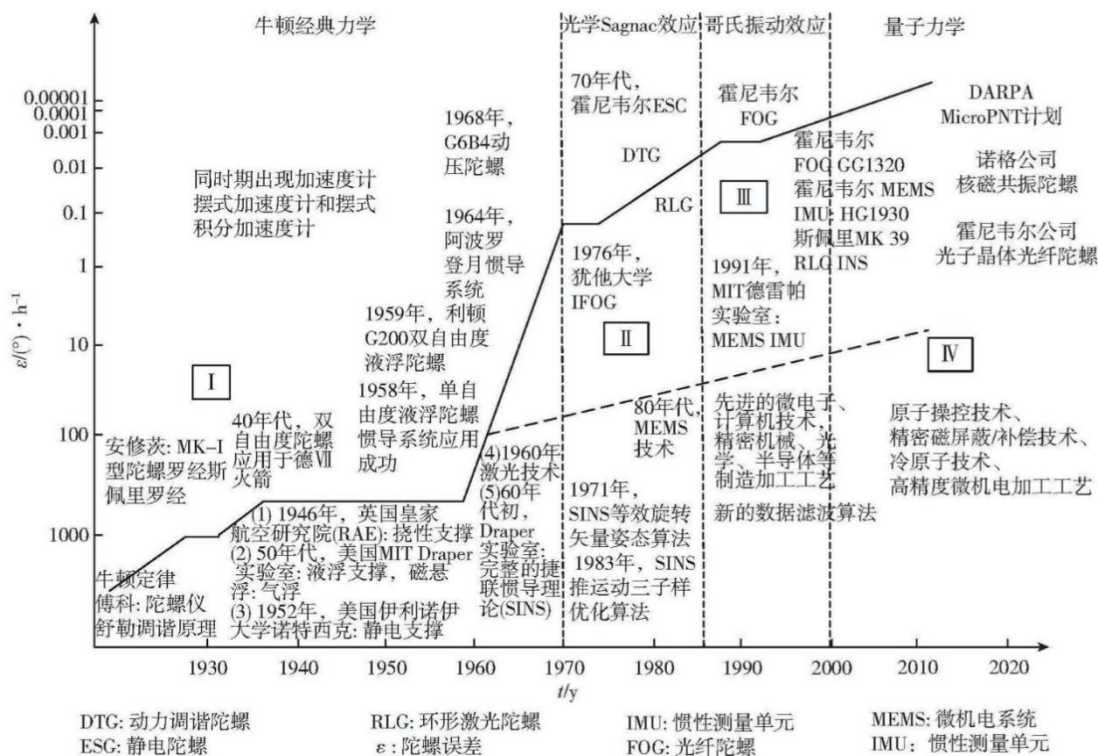 牛顿经典力学
光学Sagnac效应
哥氏振动效应
量子力学
0.00001
0.0001
0.001
0.01
0.1
1
10
100
1000
ε/(°)·h⁻¹
同时期出现加速度计
摆式加速度计和摆式
积分加速度计
1968年，
G6B4动
压陀螺
1964年，
阿波罗
登月惯导
系统
1959年，利顿
G200双自由度
液浮陀螺
1958年，单自
由度液浮陀螺
惯导系统应用
成功
I
40年代，双
自由度陀螺
应用于德Ⅶ
火箭
安修茨: MK–I
型陀螺罗经斯
佩里罗经
牛顿定律
傅科: 陀螺仪
舒勒调谐原理
(1) 1946年，英国皇家
航空研究院(RAE): 挠性支撑
(2) 50年代，美国MIT Draper
实验室: 液浮支撑，磁悬
浮: 气浮
(3) 1952年，美国伊利诺伊
大学诺特西克: 静电支撑
(4)1960年
激光技术
(5)60年
代初，
Draper
实验室:
完整的捷
联惯导理
论(SINS)
70年代，
霍尼韦尔ESC
DTG
RLG
1976年，
犹他大学
IFOG
II
80年代，
MEMS
技术
1971年，
SINS等效旋转
矢量姿态算法
1983年，SINS
推运动三子样
优化算法
霍尼韦尔
FOG
霍尼韦尔
FOG GG1320
霍尼韦尔 MEMS
IMU: HG1930
斯佩里MK 39
RLG INS
III
1991年，
MIT德雷帕
实验室：
MEMS IMU
先进的微电子、
计算机技术，
精密机械、光
学、半导体等
制造加工工艺
新的数据滤波算法
DARPA
MicroPNT计划
诺格公司
核磁共振陀螺
霍尼韦尔公司
光子晶体光纤陀螺
IV
原子操控技术、
精密磁屏蔽/补偿技术、
冷原子技术、
高精度微机电加工工艺
1930 1940 1950 1960 1970 1980 1990 2000 2010 2020
t/y
DTG: 动力调谐陀螺 RLG: 环形激光陀螺 IMU: 惯性测量单元 MEMS: 微机电系统
ESG: 静电陀螺 ε: 陀螺误差 FOG: 光纤陀螺 IMU: 惯性测量单元